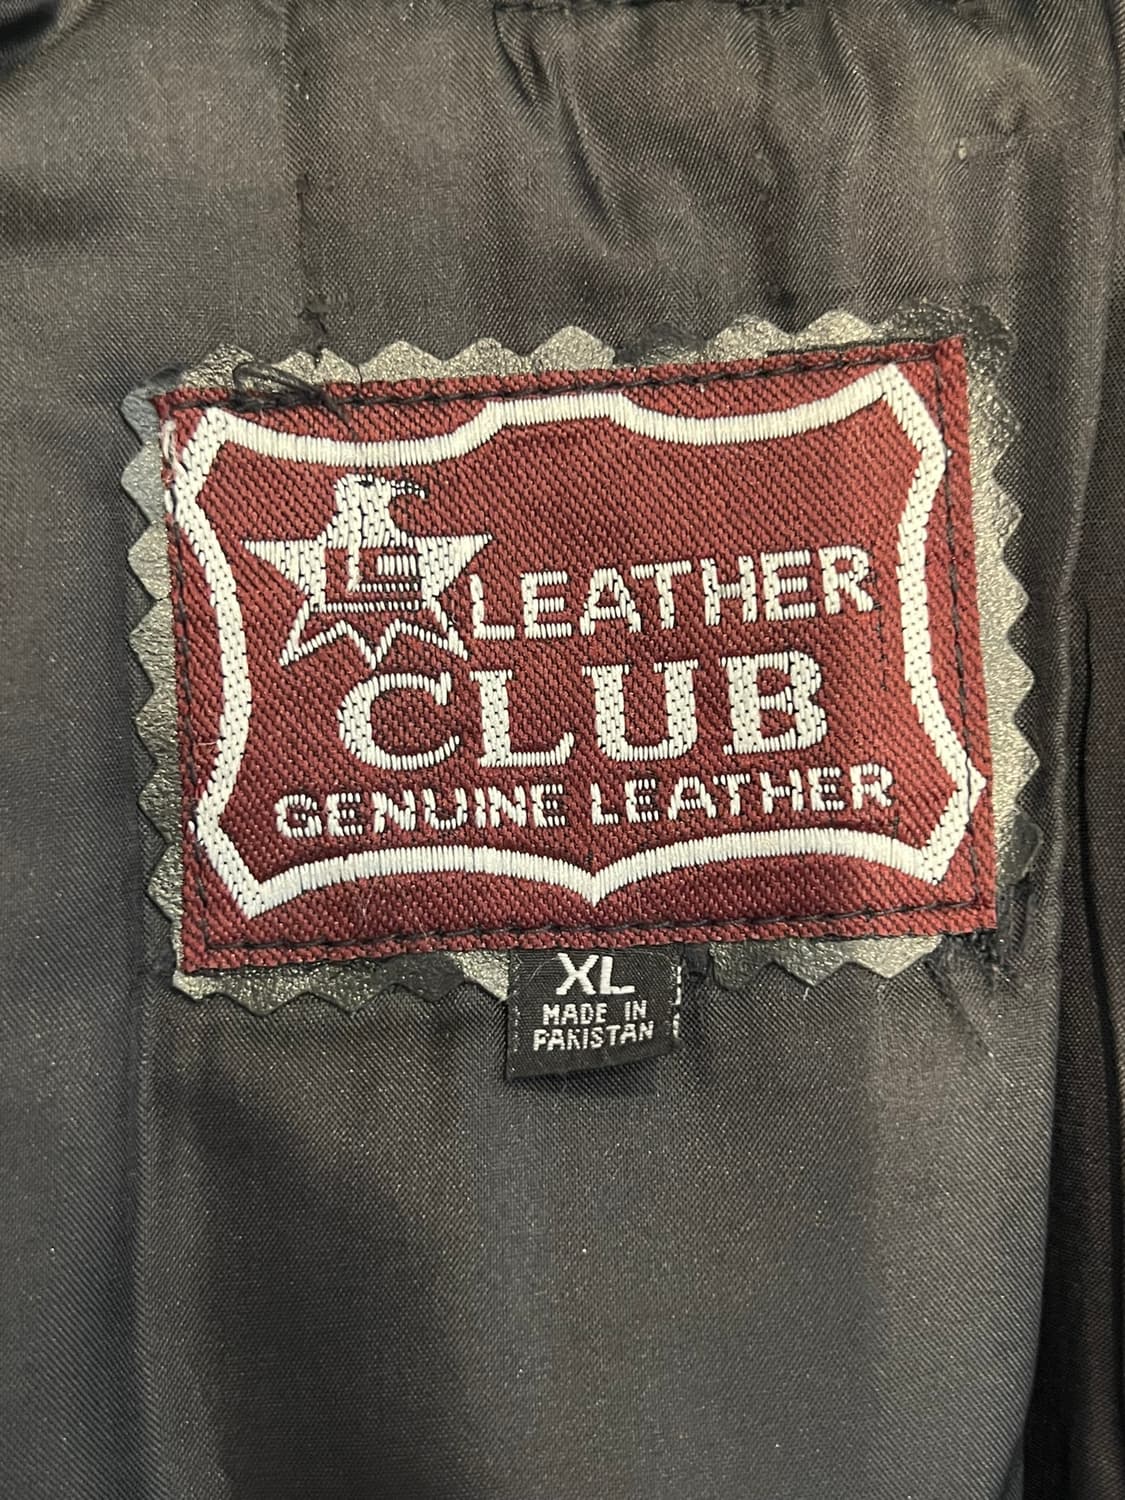 LEATHER
CLUB
GENUINE LEATHER
XL
MADE IN
PAKISTAN